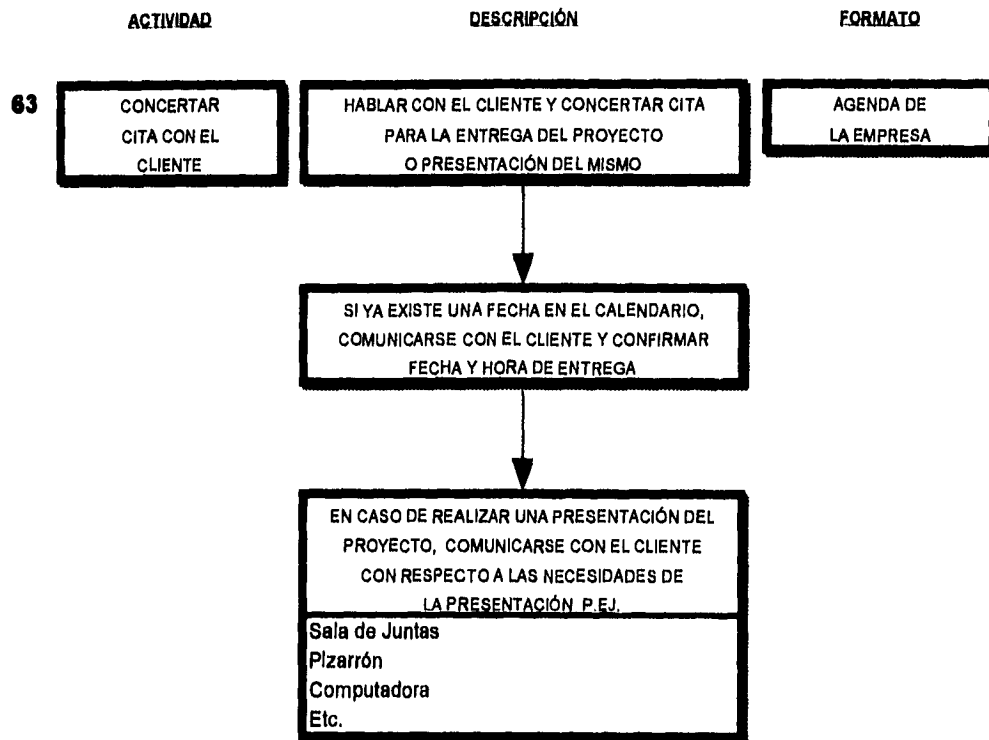 ACTIVIDAD
DESCRIPCIÓN
FORMATO
63
CONCERTAR
CITA CON EL
CLIENTE
HABLAR CON EL CLIENTE Y CONCERTAR CITA
PARA LA ENTREGA DEL PROYECTO
O PRESENTACIÓN DEL MISMO
AGENDA DE
LA EMPRESA
SI YA EXISTE UNA FECHA EN EL CALENDARIO,
COMUNICARSE CON EL CLIENTE Y CONFIRMAR
FECHA Y HORA DE ENTREGA
EN CASO DE REALIZAR UNA PRESENTACIÓN DEL
PROYECTO, COMUNICARSE CON EL CLIENTE
CON RESPECTO A LAS NECESIDADES DE
LA PRESENTACIÓN P.EJ.
Sala de Juntas
Pizarrón
Computadora
Etc.